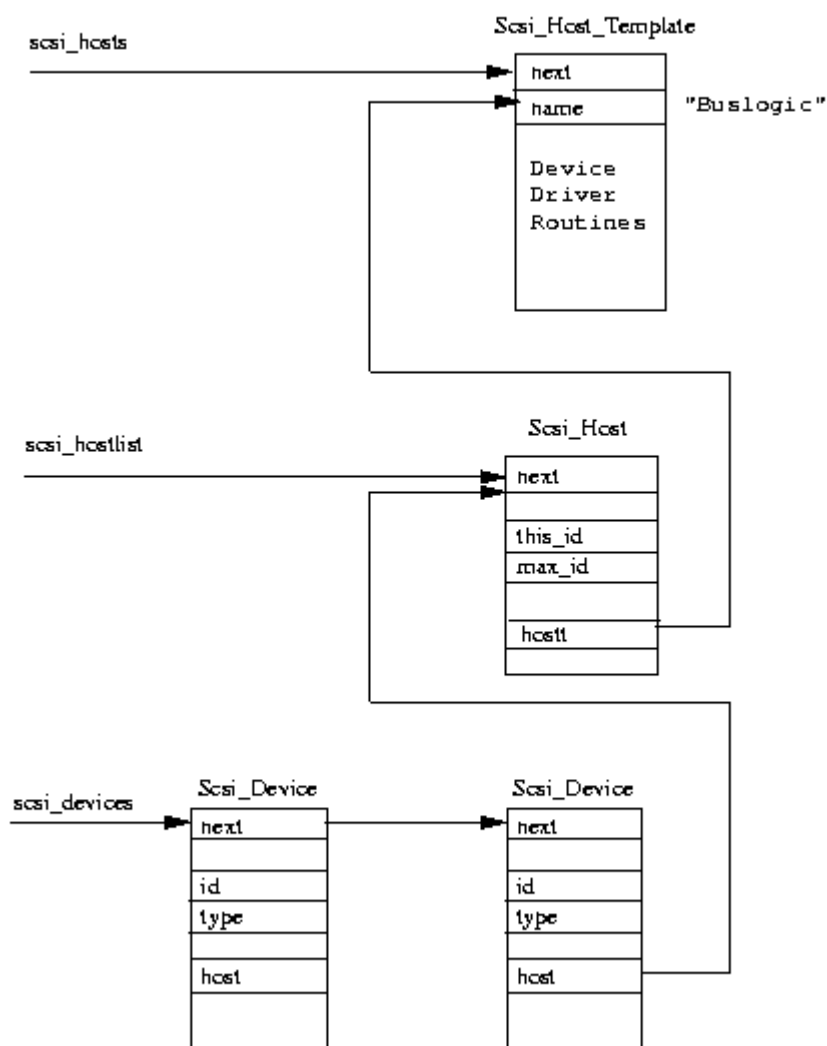 Scsi_Host_Template
scsi_hosts
next
name
"Buslogic"
Device
Driver
Routines
Scsi_Host
scsi_hostlist
next
this_id
max_id
hostt
Scsi_Device
Scsi_Device
scsi_devices
next
next
id
id
type
type
host
host